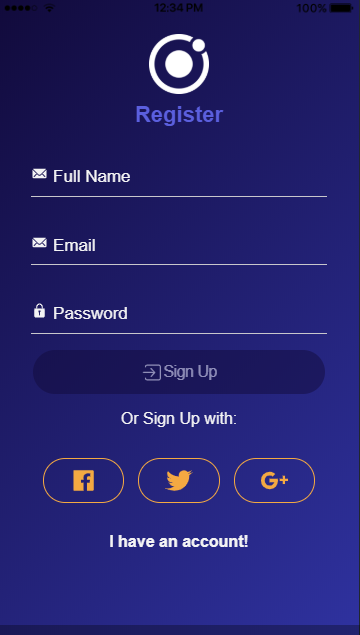 12:34 PM 100%
Register
Full Name
Email
Password
Sign Up
Or Sign Up with:
G+
I have an account!